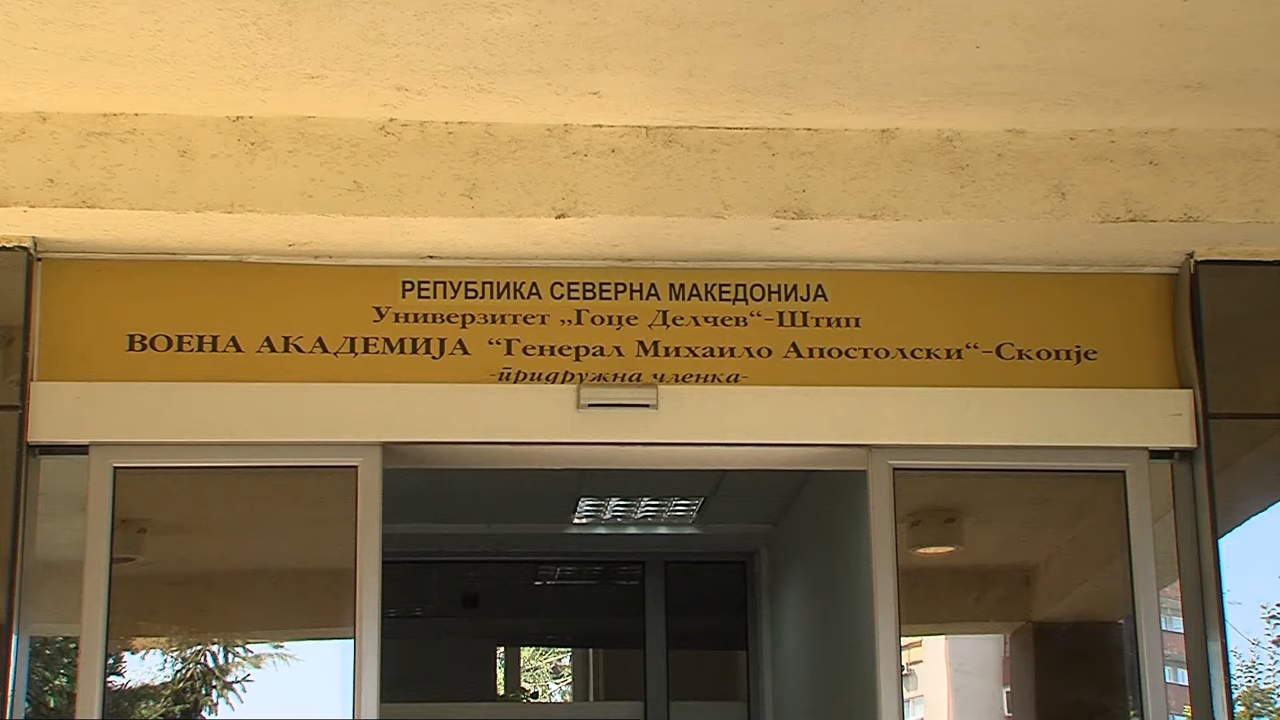 РЕПУБЛИКА СЕВЕРНА МАКЕДОНИЈА
Универзитет „Гоце Делчев“-Штип
ВОЕНА АКАДЕМИЈА “Генерал Михаило Апостолски“-Скопје
-придружна членка-